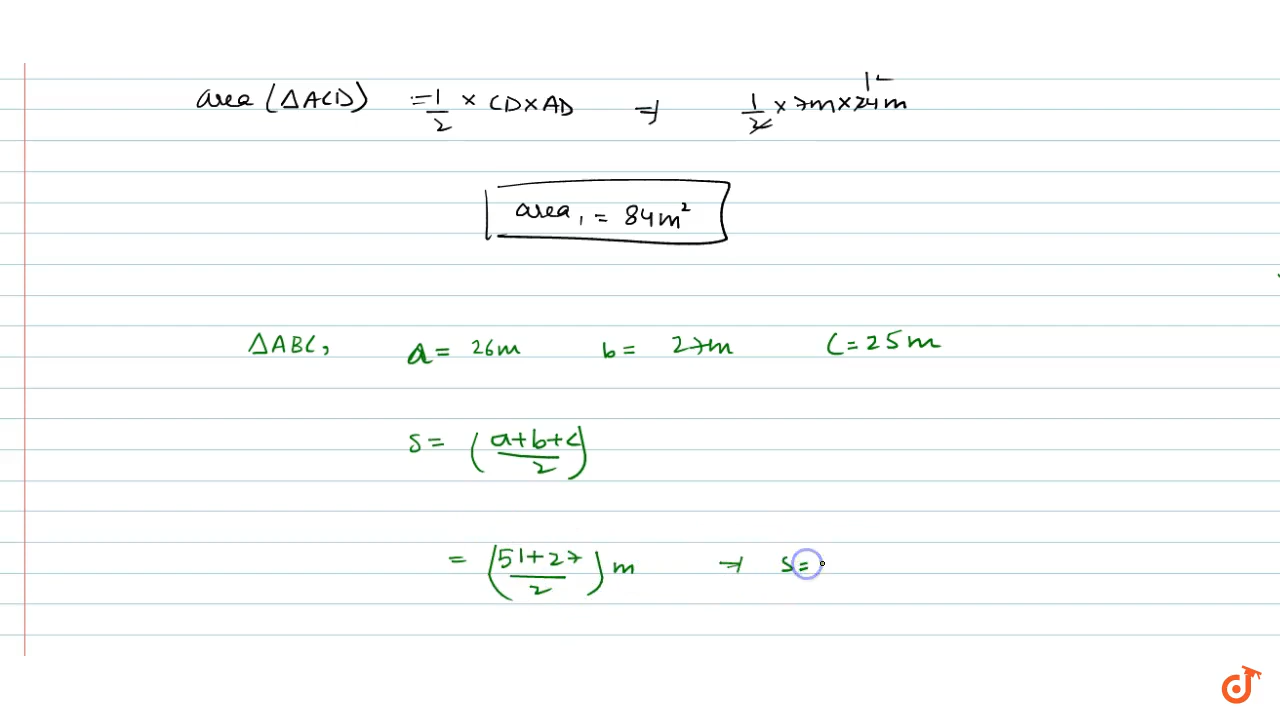 area (ΔACD) = 1/2 × CD × AD ⇒ 1/2 × 7m × 24m 12
area₁ = 84m²
ΔABC, a = 26m b = 27m C = 25m
S = (a+b+c/2)
= (51+27/2) m ⇒ S =